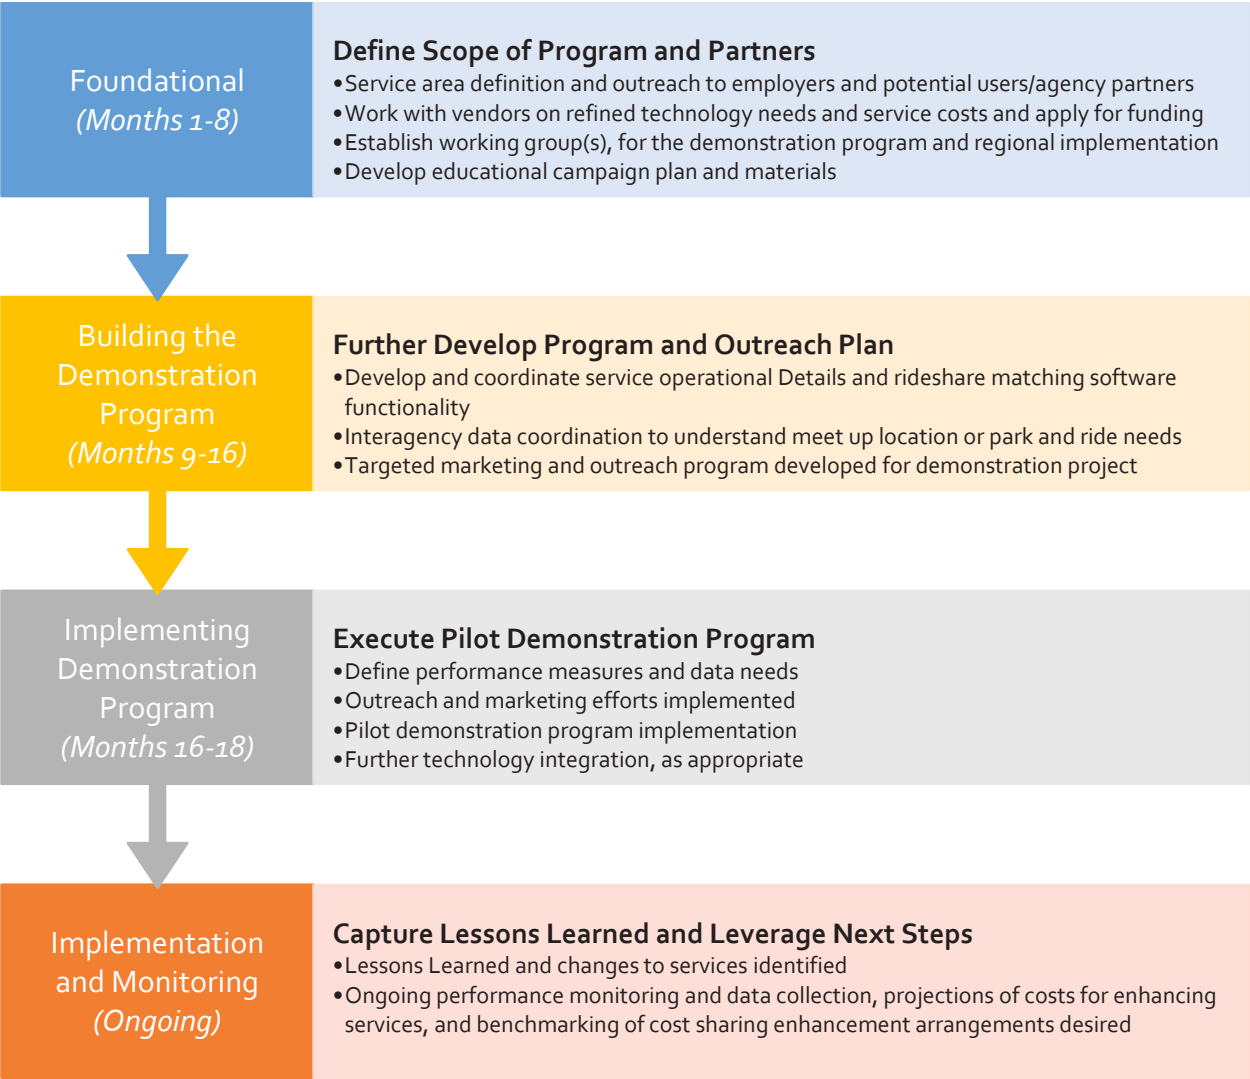 Foundational
(Months 1-8)
Define Scope of Program and Partners
•Service area definition and outreach to employers and potential users/agency partners
•Work with vendors on refined technology needs and service costs and apply for funding
•Establish working group(s), for the demonstration program and regional implementation
•Develop educational campaign plan and materials
Building the
Demonstration
Program
(Months 9-16)
Further Develop Program and Outreach Plan
•Develop and coordinate service operational Details and rideshare matching software
functionality
•Interagency data coordination to understand meet up location or park and ride needs
•Targeted marketing and outreach program developed for demonstration project
Implementing
Demonstration
Program
(Months 16-18)
Execute Pilot Demonstration Program
•Define performance measures and data needs
•Outreach and marketing efforts implemented
•Pilot demonstration program implementation
•Further technology integration, as appropriate
Implementation
and Monitoring
(Ongoing)
Capture Lessons Learned and Leverage Next Steps
•Lessons Learned and changes to services identified
•Ongoing performance monitoring and data collection, projections of costs for enhancing
services, and benchmarking of cost sharing enhancement arrangements desired